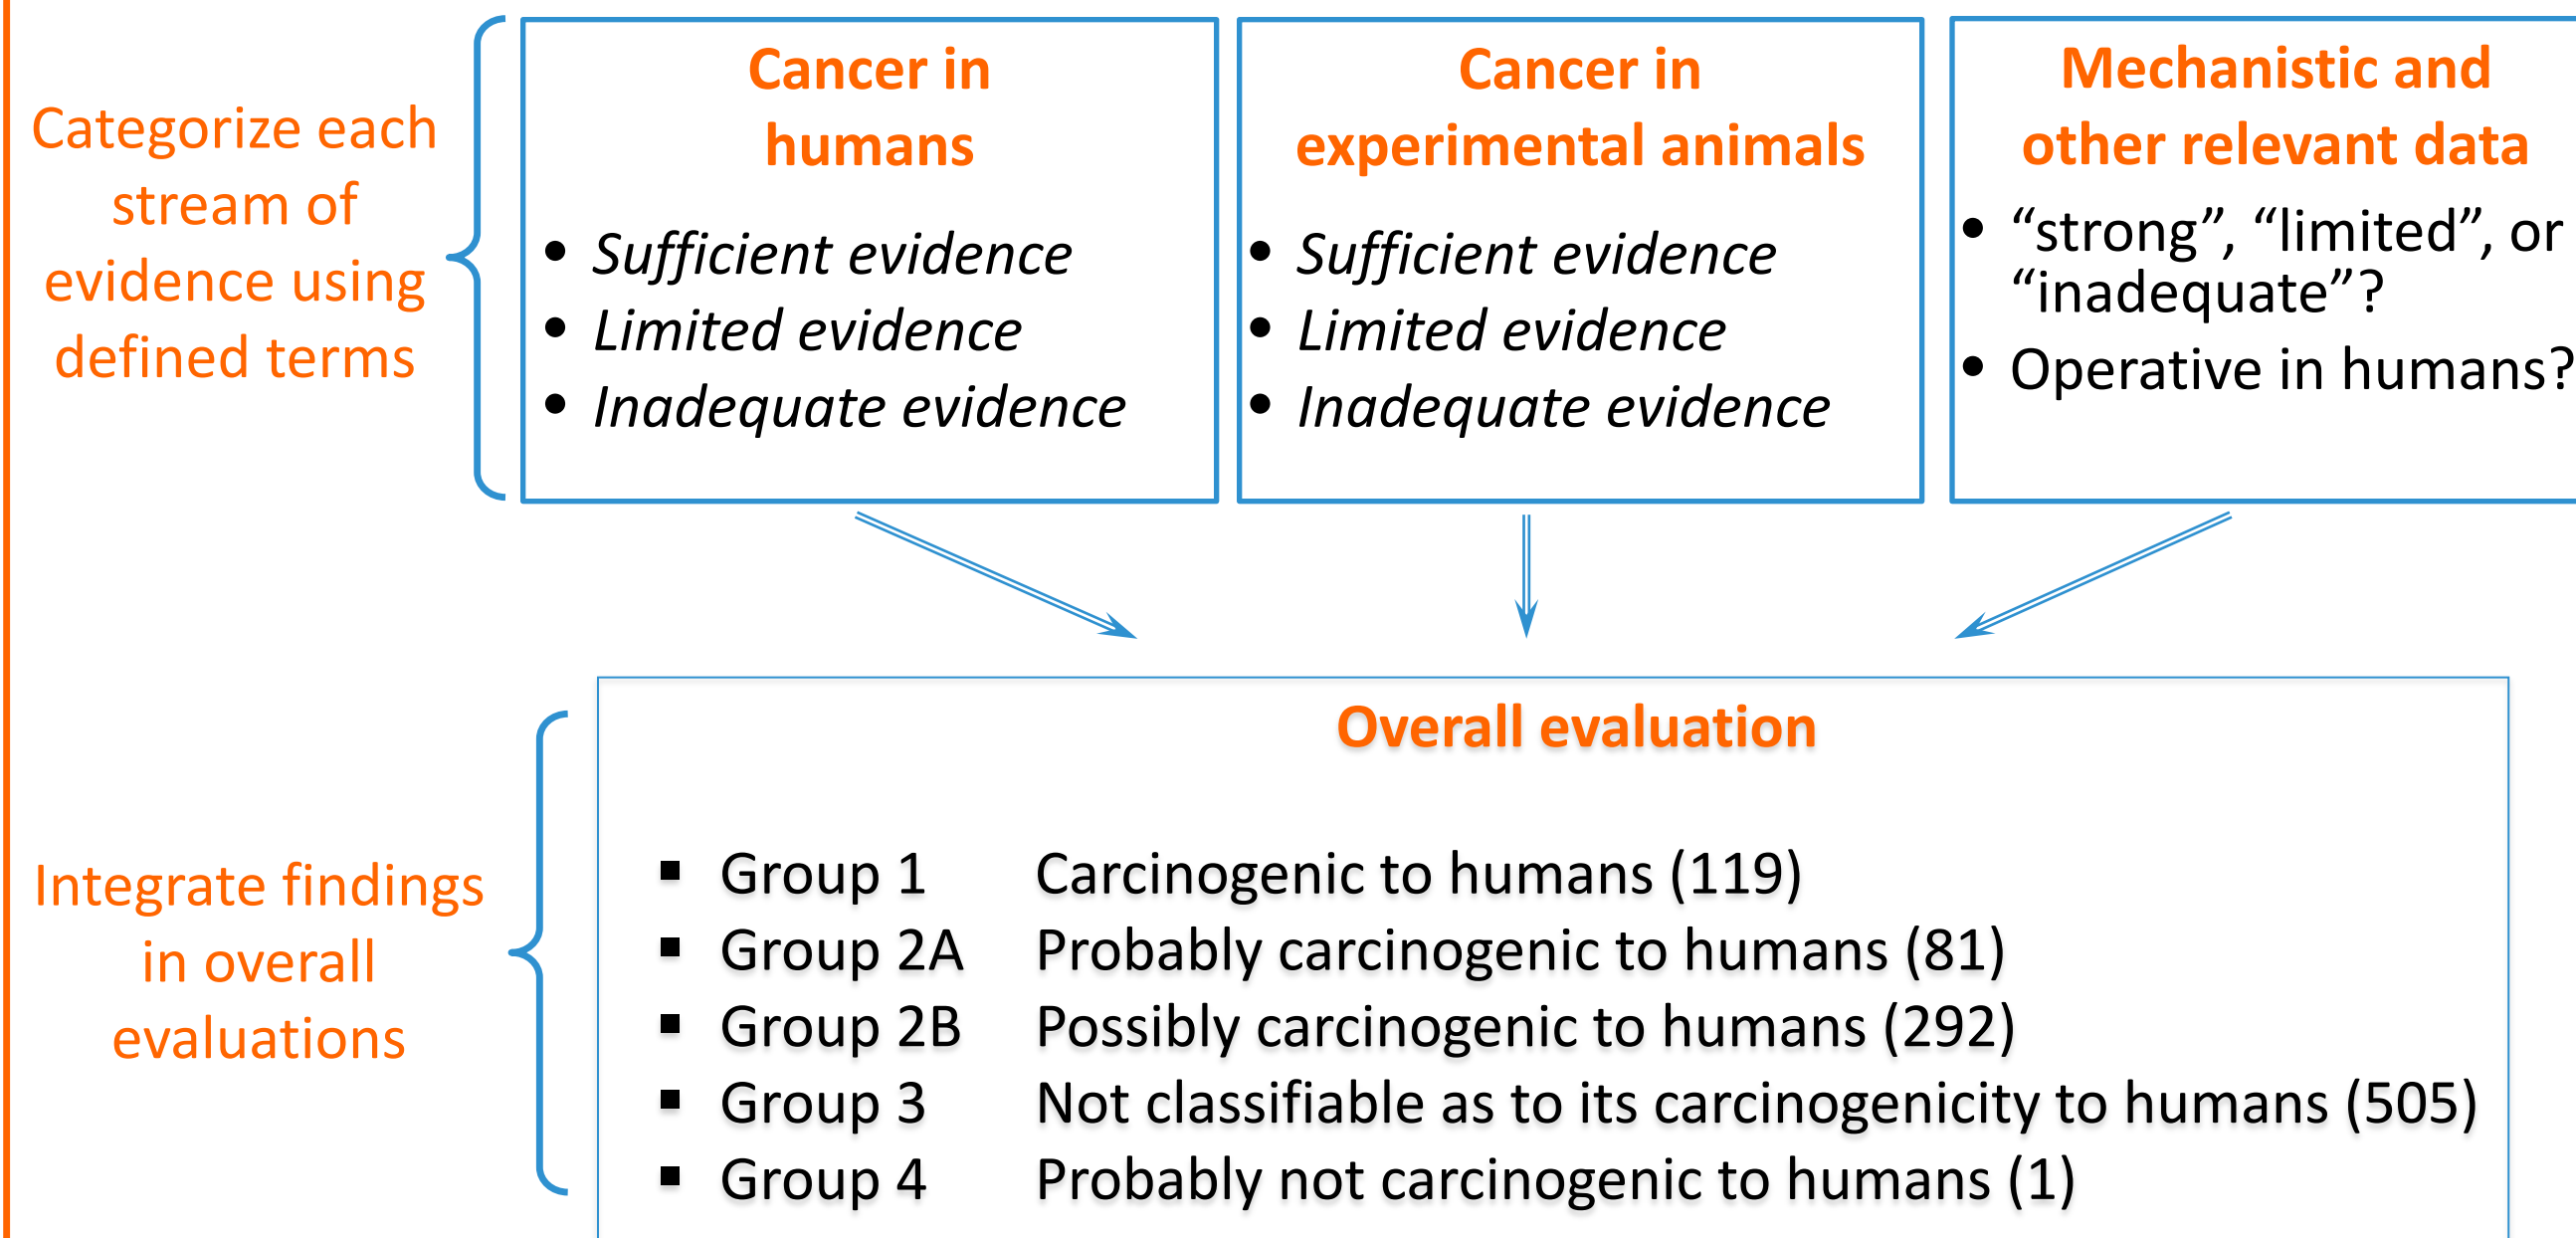 Categorize each
stream of
evidence using
defined terms
Cancer in
humans
• Sufficient evidence
• Limited evidence
• Inadequate evidence
Cancer in
experimental animals
• Sufficient evidence
• Limited evidence
• Inadequate evidence
Mechanistic and
other relevant data
• “strong”, “limited”, or
“inadequate”?
• Operative in humans?
Integrate findings
in overall
evaluations
Overall evaluation
▪ Group 1 Carcinogenic to humans (119)
▪ Group 2A Probably carcinogenic to humans (81)
▪ Group 2B Possibly carcinogenic to humans (292)
▪ Group 3 Not classifiable as to its carcinogenicity to humans (505)
▪ Group 4 Probably not carcinogenic to humans (1)